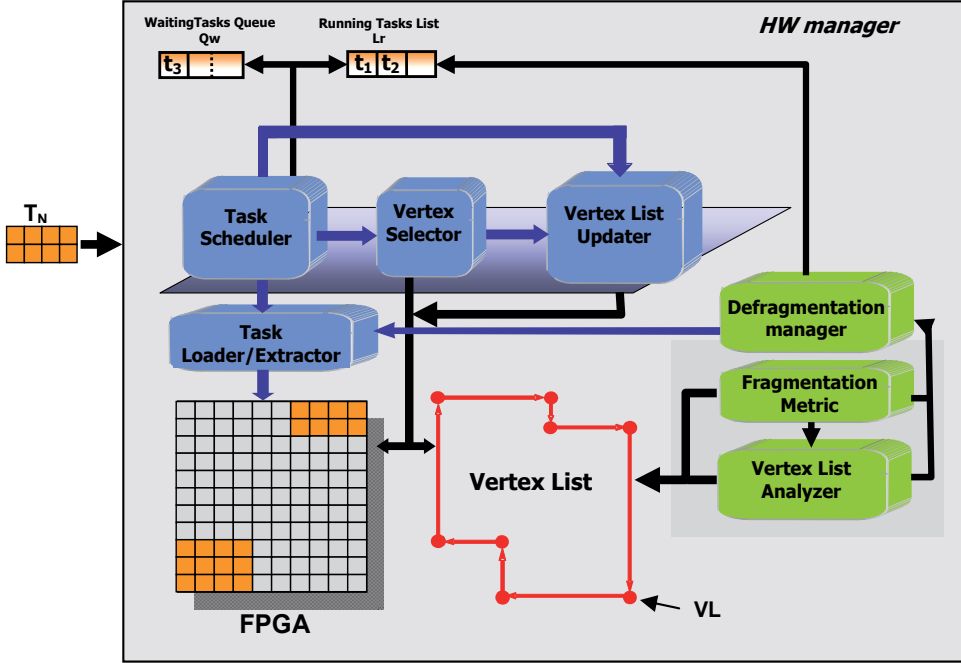 HW manager
WaitingTasks Queue
Qw
Running Tasks List
Lr
t3
t1 t2
TN
Task
Scheduler
Vertex
Selector
Vertex List
Updater
Task
Loader/Extractor
Defragmentation
manager
Fragmentation
Metric
Vertex List
Analyzer
Vertex List
VL
FPGA